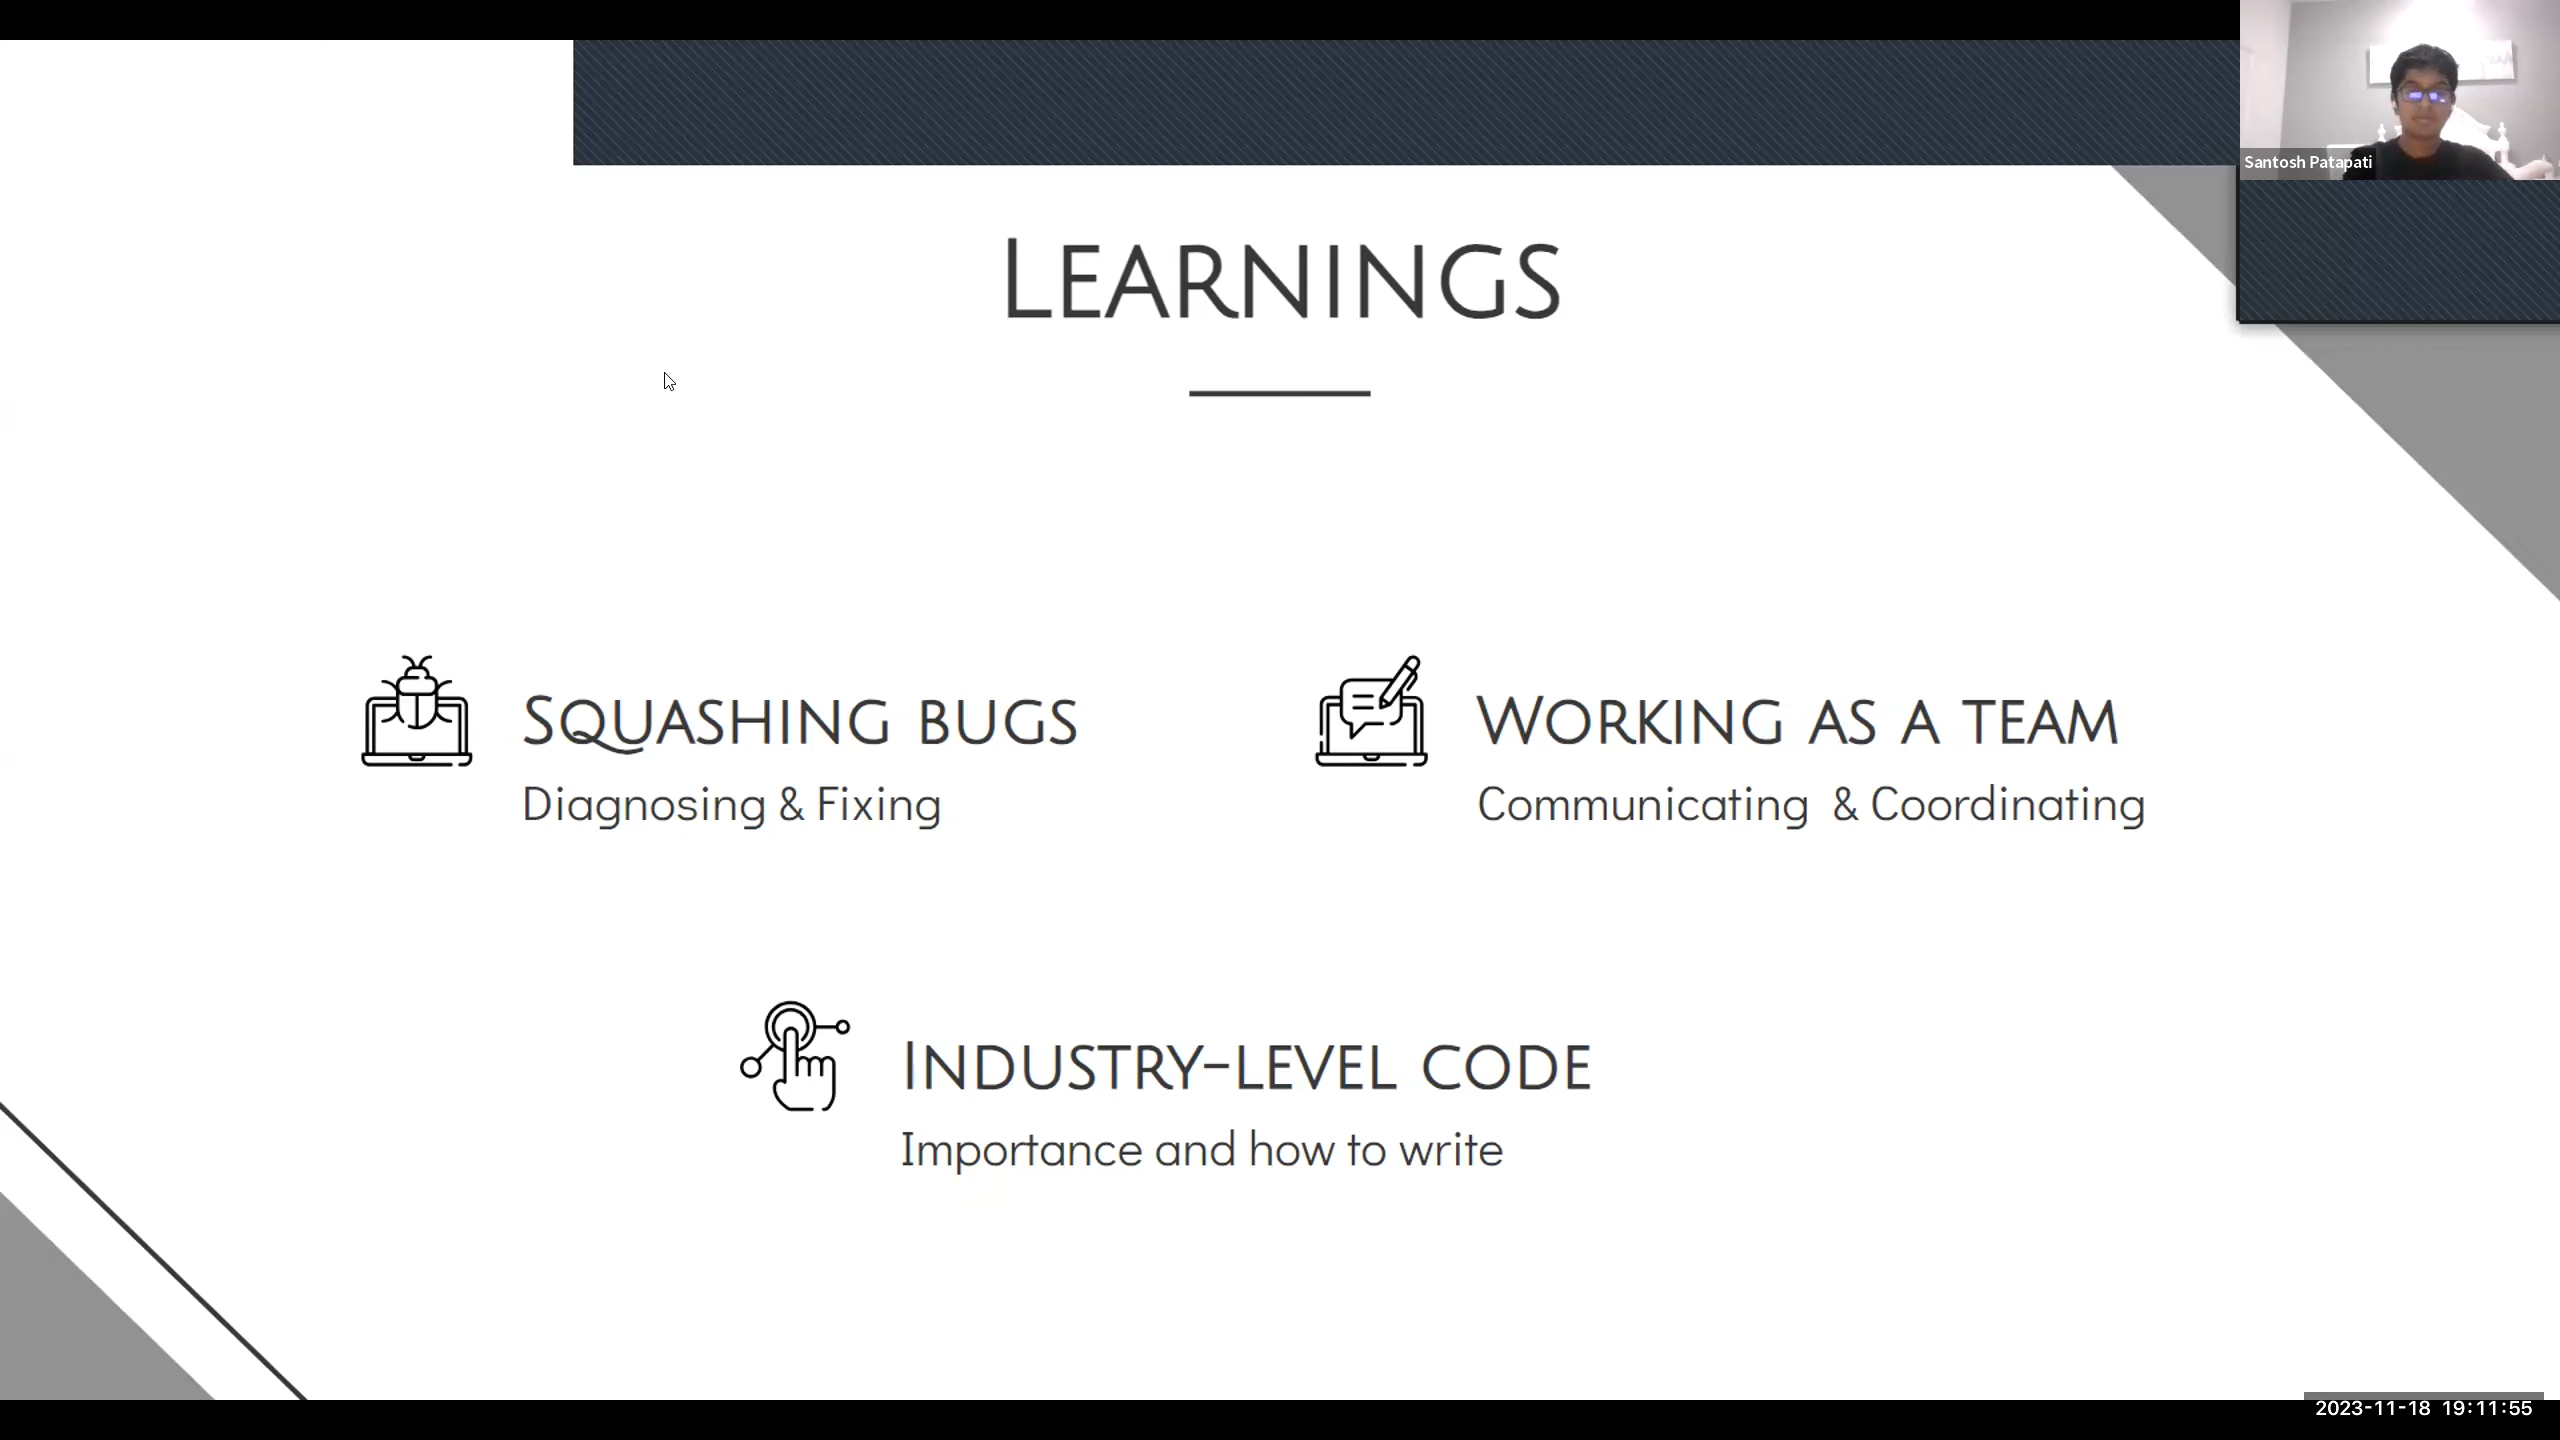 Santosh Patapati
LEARNINGS
SQUASHING BUGS
Diagnosing & Fixing
WORKING AS A TEAM
Communicating & Coordinating
INDUSTRY-LEVEL CODE
Importance and how to write
2023-11-18 19:11:55